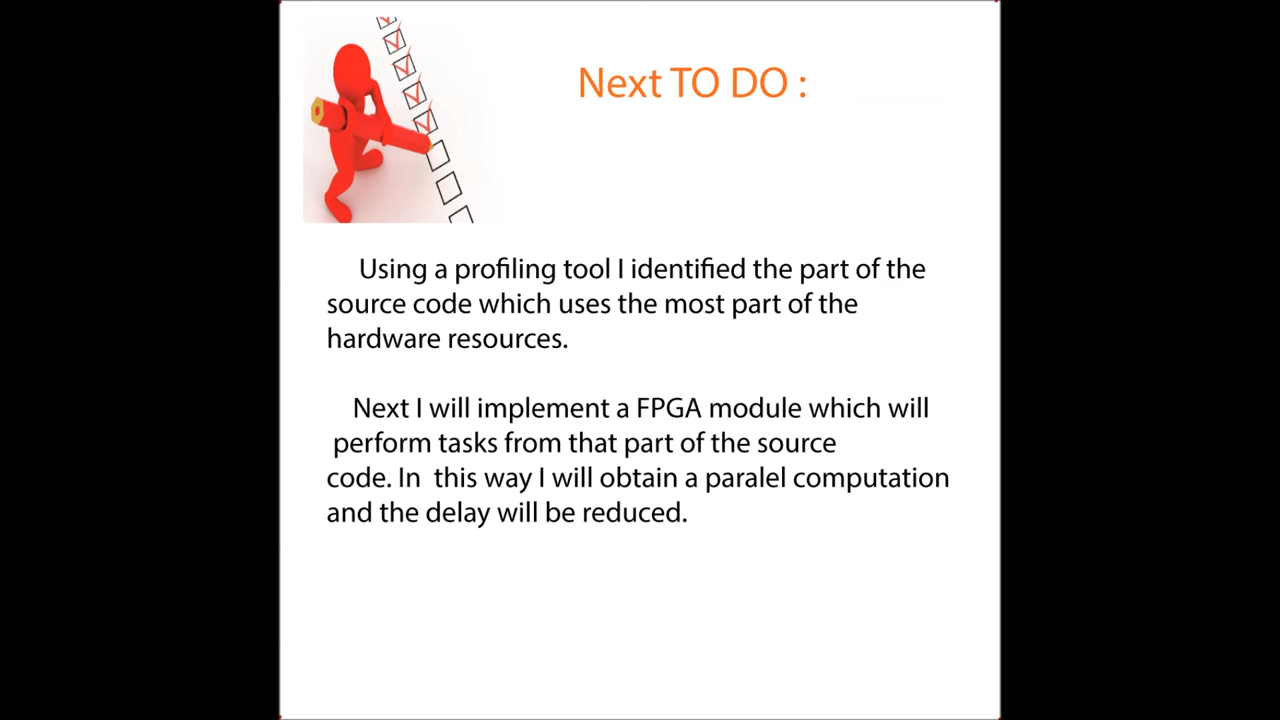 Next TO DO :
Using a profiling tool I identified the part of the
source code which uses the most part of the
hardware resources.
Next I will implement a FPGA module which will
perform tasks from that part of the source
code. In  this way I will obtain a paralel computation
and the delay will be reduced.